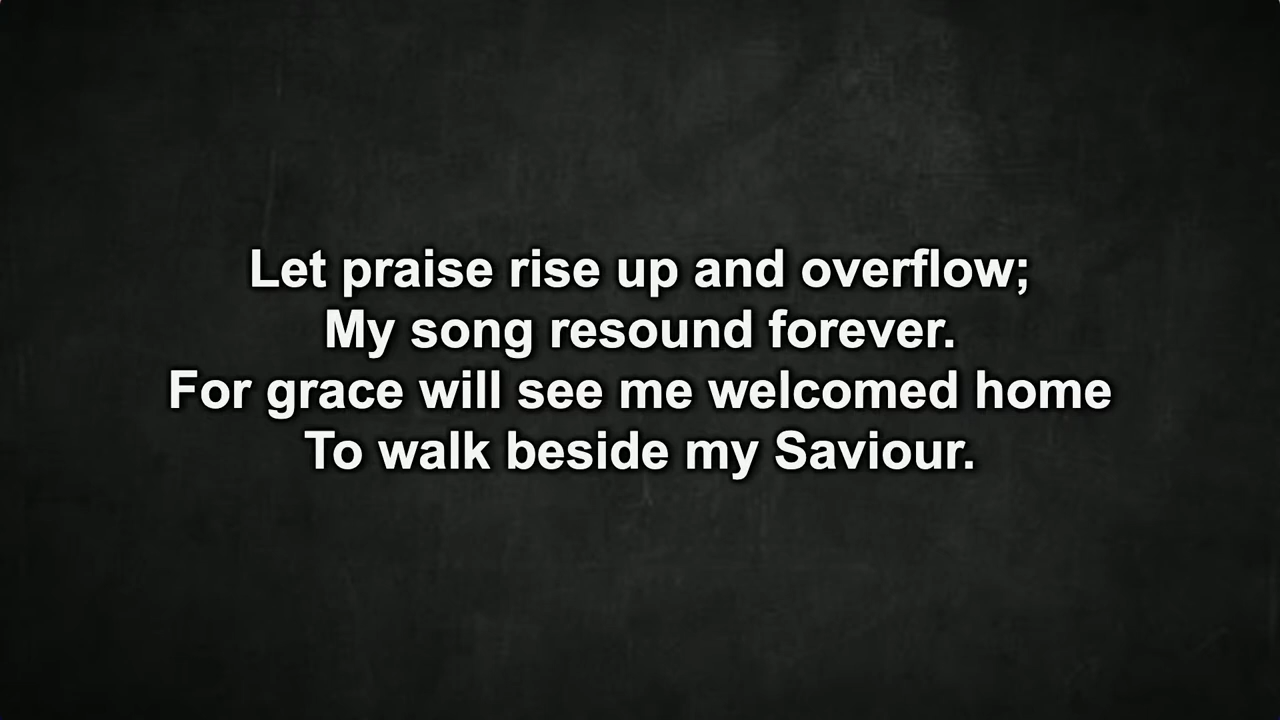 Let praise rise up and overflow;
My song resound forever.
For grace will see me welcomed home
To walk beside my Saviour.